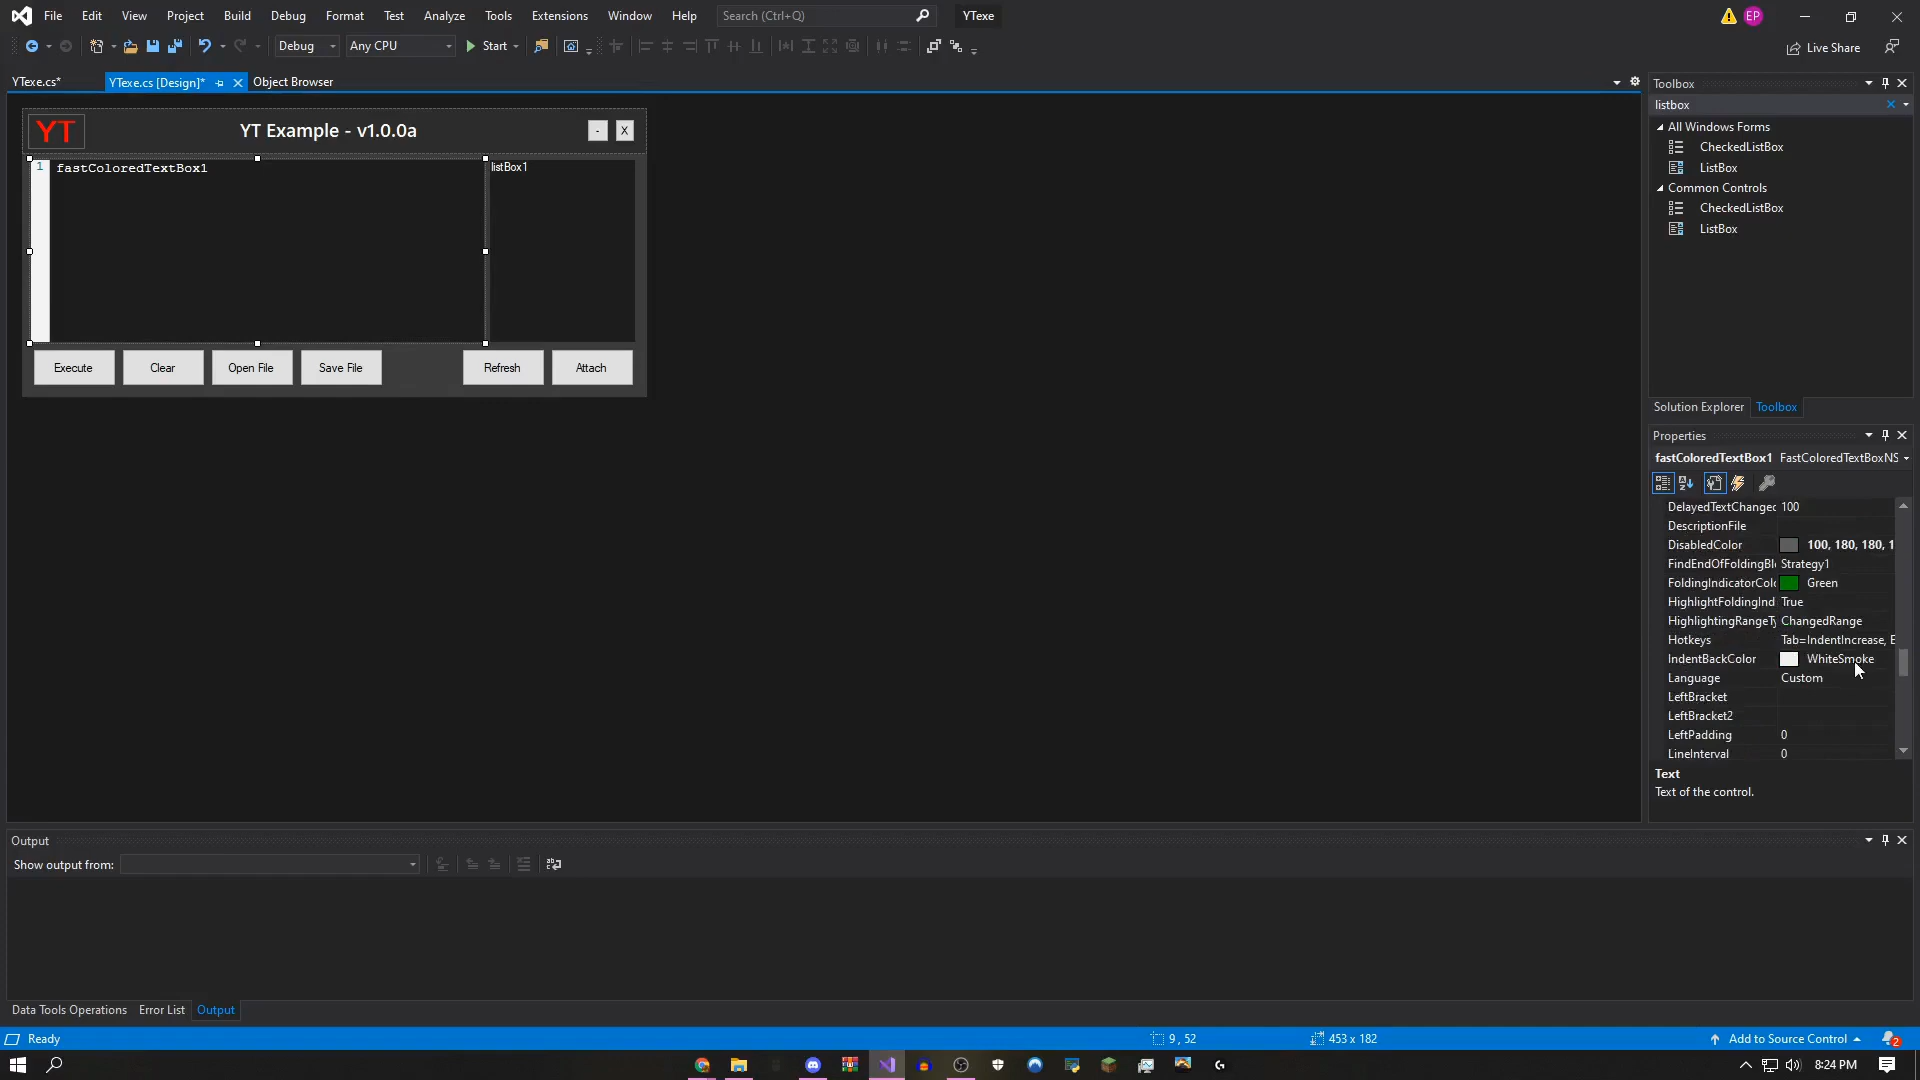 File Edit View Project Build Debug Format Test Analyze Tools Extensions Window Help Search (Ctrl+Q) YTexe EP
Debug Any CPU Start Live Share
YTexe.cs* YTexe.cs [Design]* Object Browser
Toolbox
listbox
All Windows Forms
CheckedListBox
ListBox
Common Controls
CheckedListBox
ListBox
YT YT Example - v1.0.0a - X
1 fastColoredTextBox1 listBox1
Execute Clear Open File Save File Refresh Attach
Solution Explorer Toolbox
Properties
fastColoredTextBox1 FastColoredTextBoxNS
DelayedTextChanged 100
DescriptionFile
DisabledColor 100, 180, 180, 1
FindEndOfFoldingBl Strategy1
FoldingIndicatorColo Green
HighlightFoldingInd True
HighlightingRangeTy ChangedRange
Hotkeys Tab=IndentIncrease, E
IndentBackColor WhiteSmoke
Language Custom
LeftBracket
LeftBracket2
LeftPadding 0
LineInterval 0
Text
Text of the control.
Output
Show output from:
Data Tools Operations Error List Output
Ready 9 , 52 453 x 182 Add to Source Control 2
8:24 PM